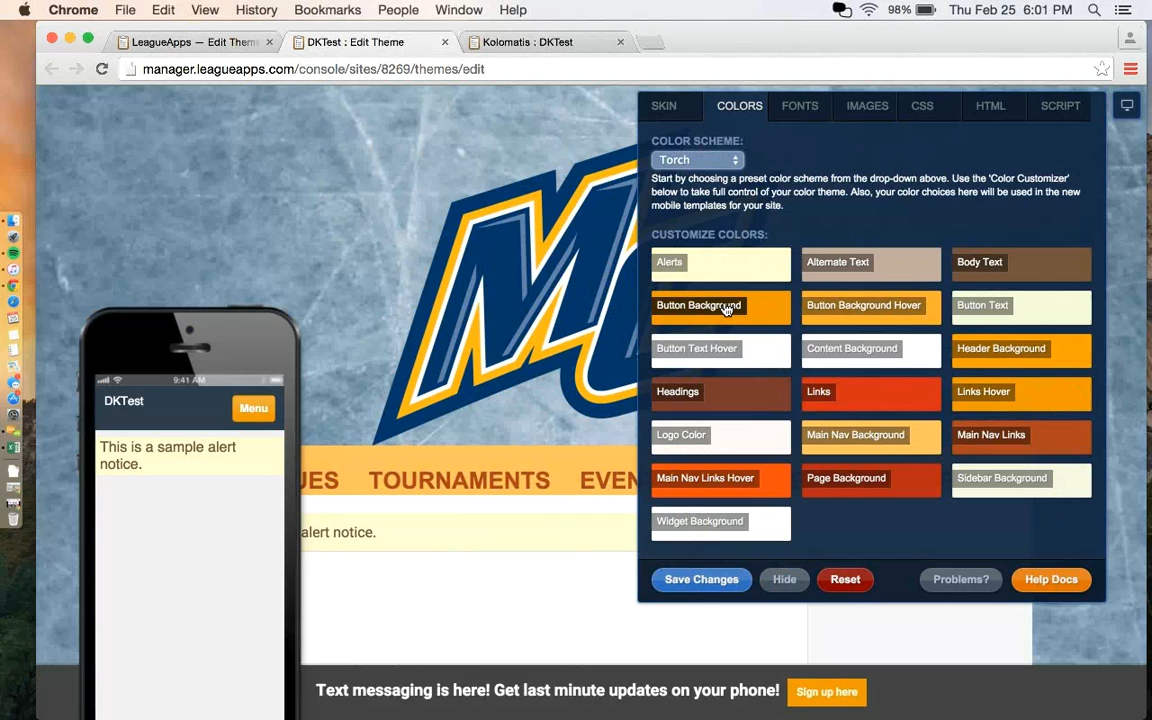 Chrome File Edit View History Bookmarks People Window Help 98% Thu Feb 25 6:01 PM
LeagueApps — Edit Them
DKTest : Edit Theme
Kolomatis : DKTest
manager.leagueapps.com/console/sites/8269/themes/edit
SKIN COLORS FONTS IMAGES CSS HTML SCRIPT
COLOR SCHEME:
Torch
Start by choosing a preset color scheme from the drop-down above. Use the 'Color Customizer'
below to take full control of your color theme. Also, your color choices here will be used in the new
mobile templates for your site.
CUSTOMIZE COLORS:
Alerts Alternate Text Body Text
Button Background Button Background Hover Button Text
Button Text Hover Content Background Header Background
Headings Links Links Hover
Logo Color Main Nav Background Main Nav Links
Main Nav Links Hover Page Background Sidebar Background
Widget Background
Save Changes Hide Reset Problems? Help Docs
9:41 AM
DKTest Menu
This is a sample alert
notice.
UES TOURNAMENTS EVEN
alert notice.
Text messaging is here! Get last minute updates on your phone! Sign up here